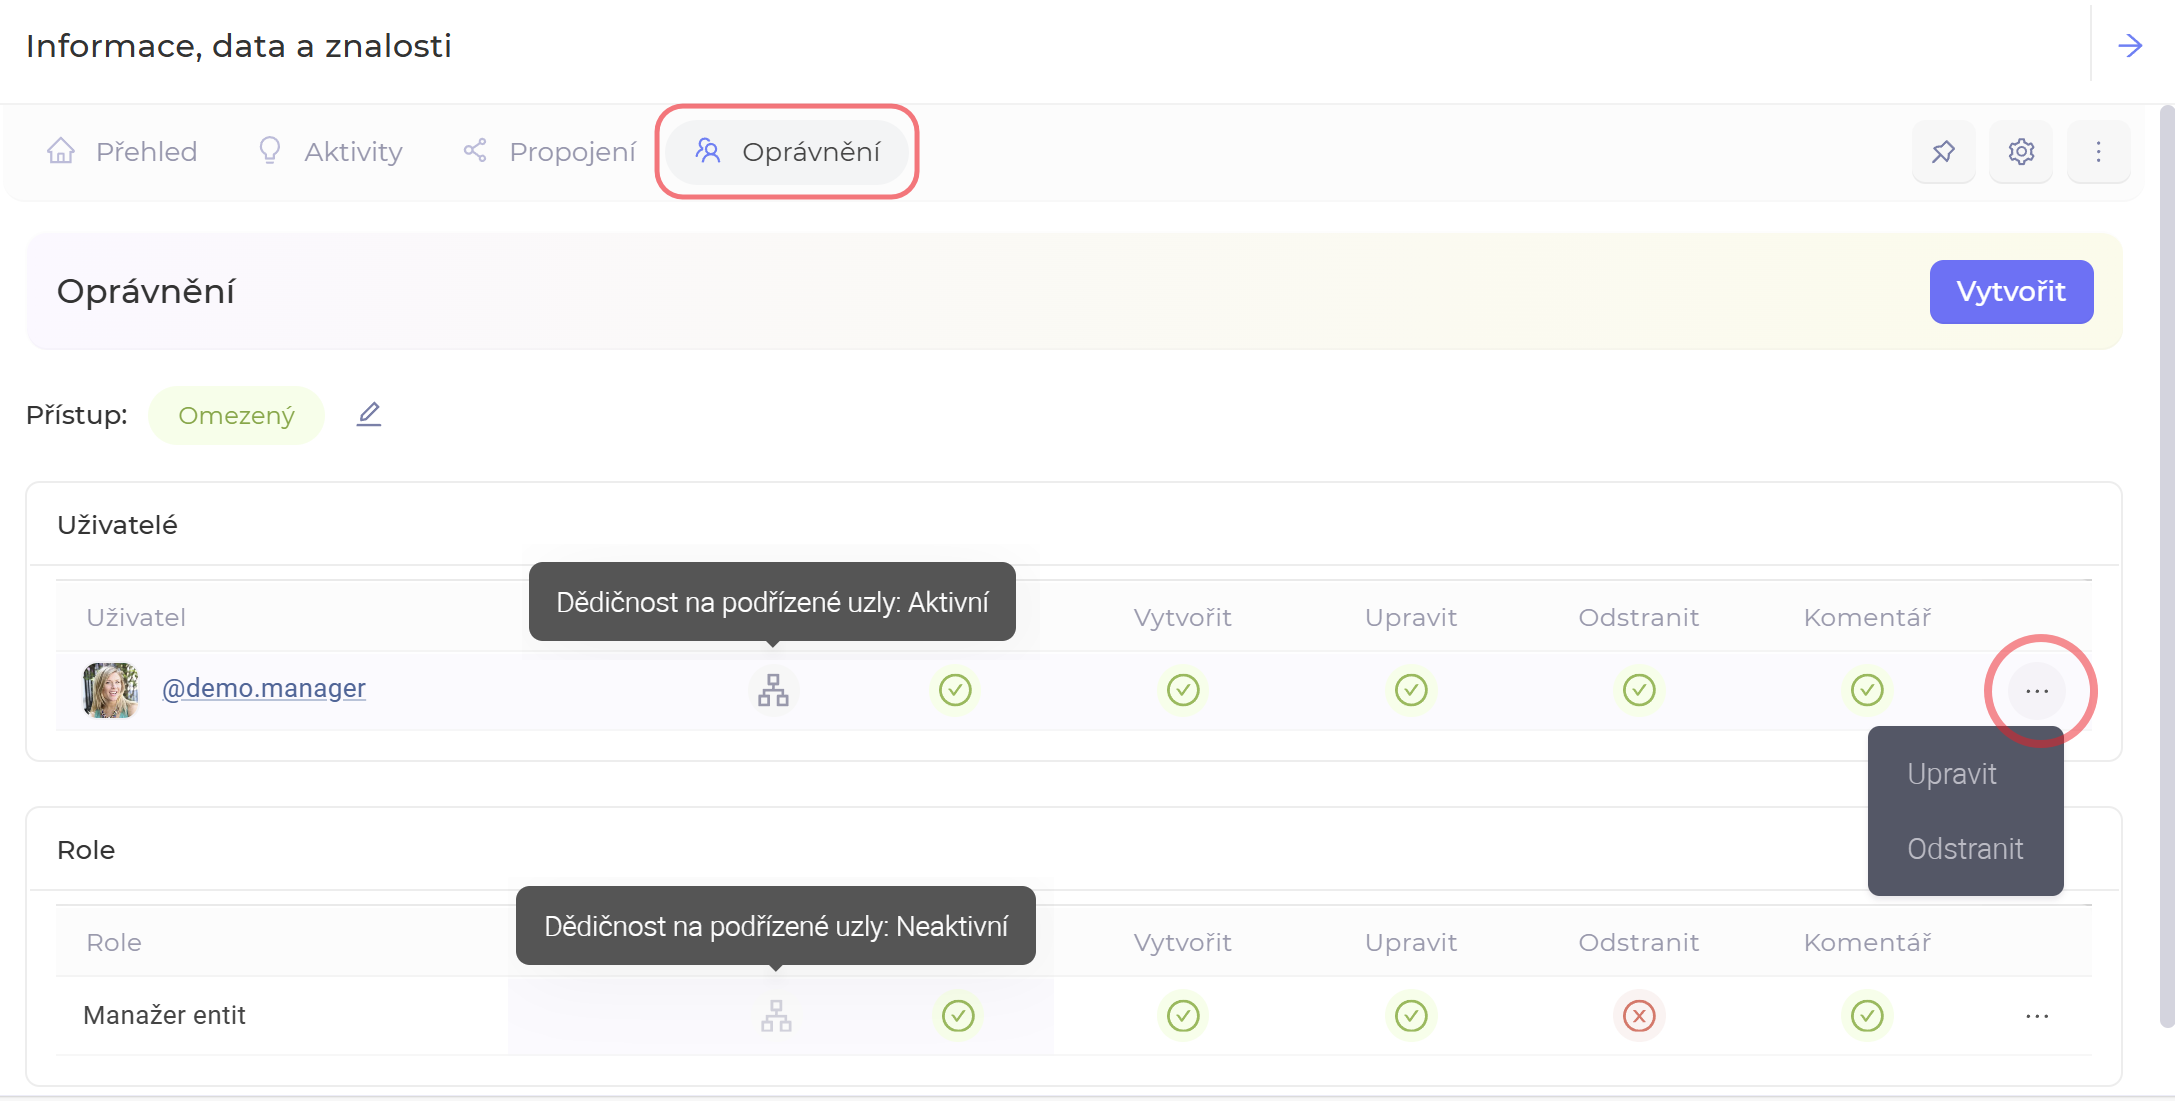 Informace, data a znalosti
Přehled
Aktivity
Propojení
Oprávnění
Oprávnění
Vytvořit
Přístup:
Omezený
Uživatelé
Dědičnost na podřízené uzly: Aktivní
Uživatel
Vytvořit
Upravit
Odstranit
Komentář
@demo.manager
Upravit
Odstranit
Role
Dědičnost na podřízené uzly: Neaktivní
Role
Vytvořit
Upravit
Odstranit
Komentář
Manažer entit